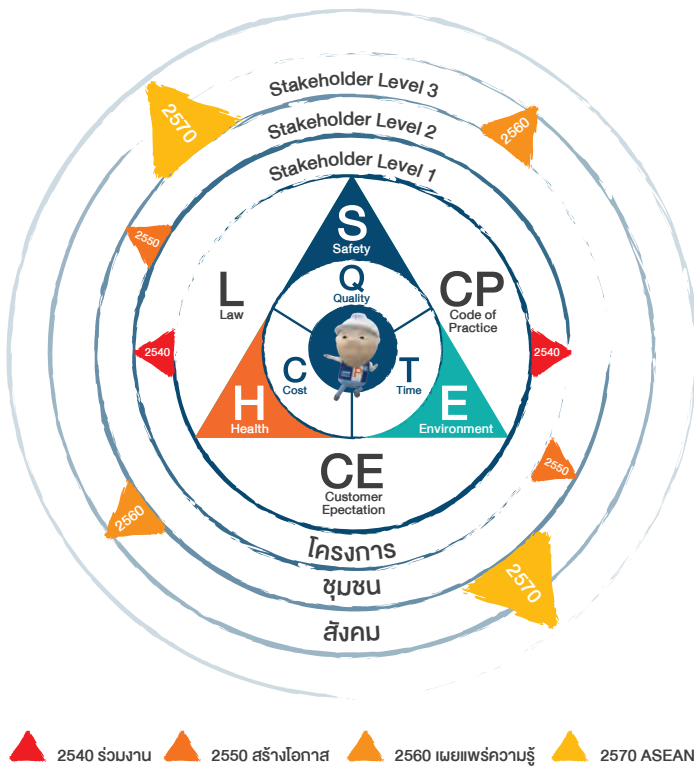 Stakeholder Level 3
Stakeholder Level 2
Stakeholder Level 1
2570
2560
2550
S
Safety
Q
Quality
L
Law
CP
Code of
Practice
2540
2540
C
Cost
T
Time
H
Health
E
Environment
CE
Customer
Epectation
2550
2560
2570
โครงการ
ชุมชน
สังคม
2540 ร่วมงาน
2550 สร้างโอกาส
2560 เผยแพร่ความรู้
2570 ASEAN